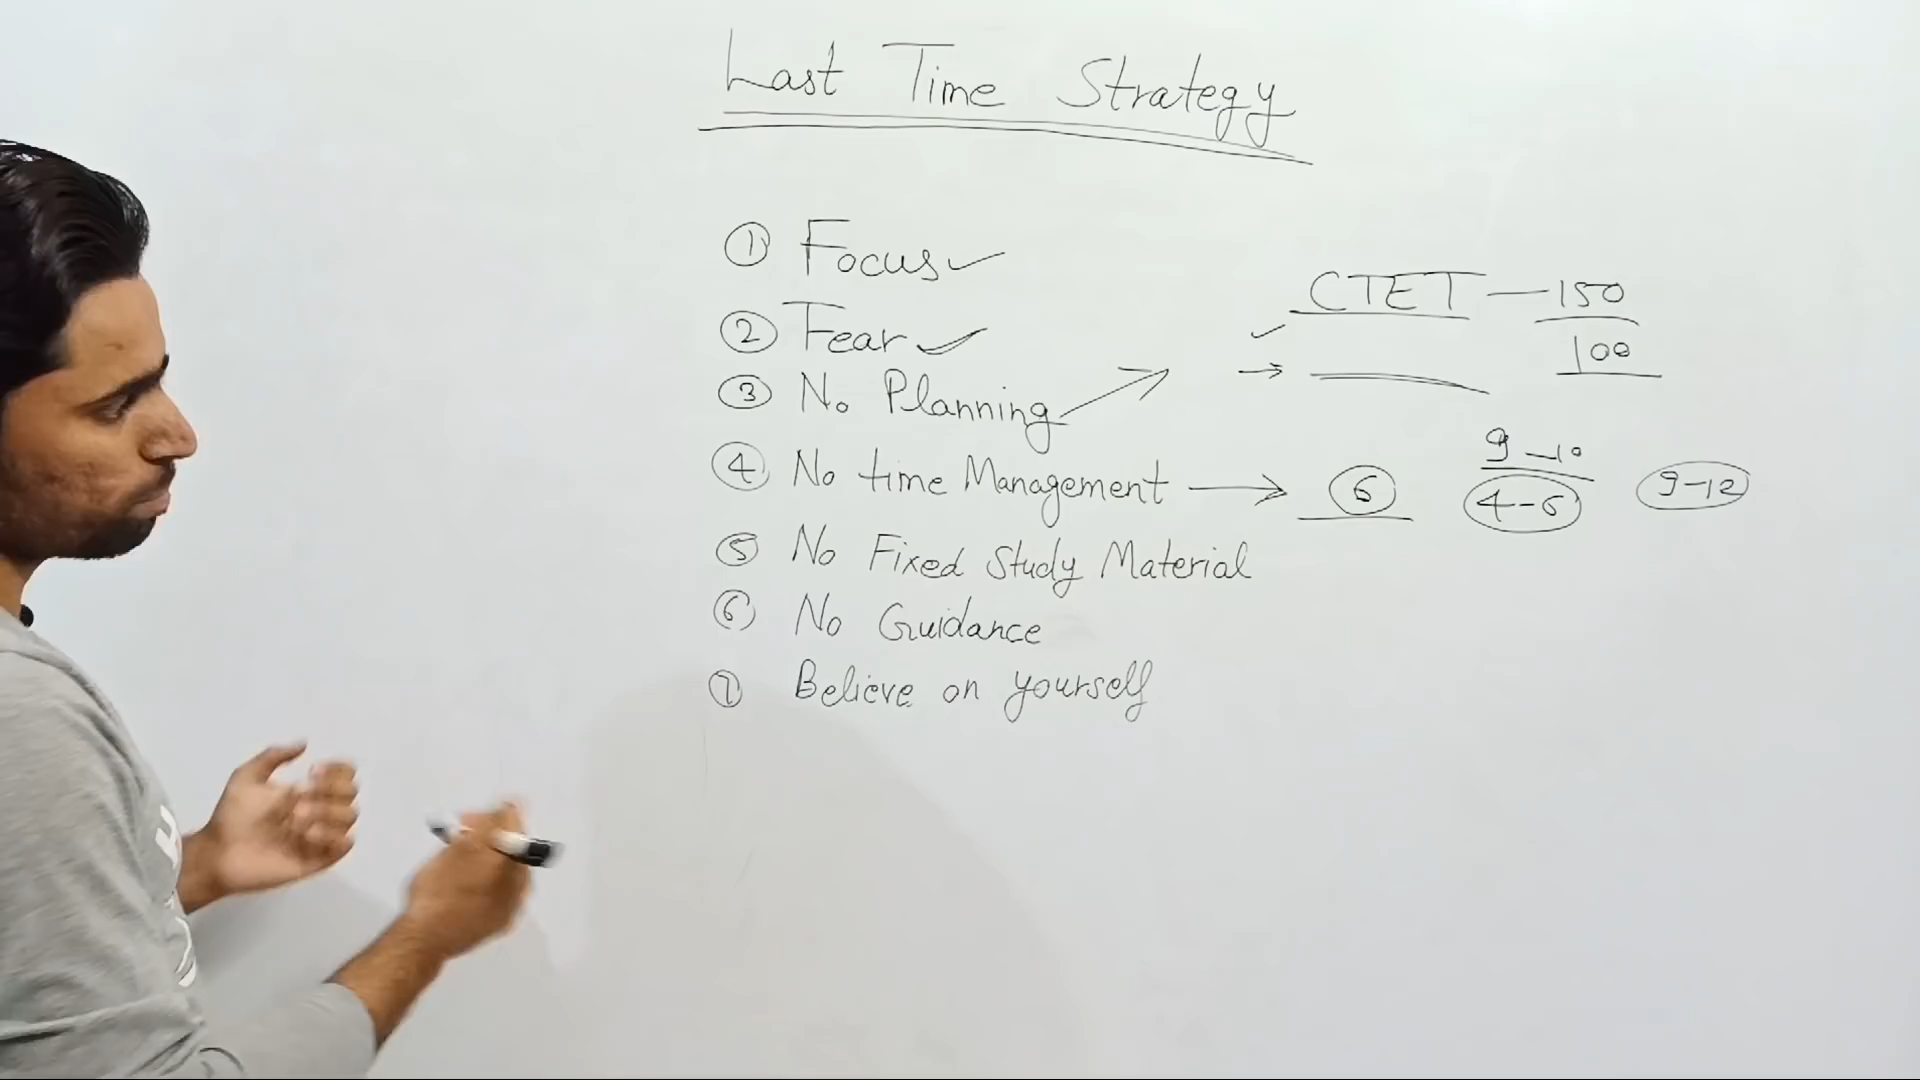 Last Time Strategy
① Focus ✓
② Fear ✓
CTET — 150
✓
100
③ No Planning → →
9-10
④ No time Management → 6 4-5 9-12
⑤ No Fixed Study Material
⑥ No Guidance
⑦ Believe on yourself